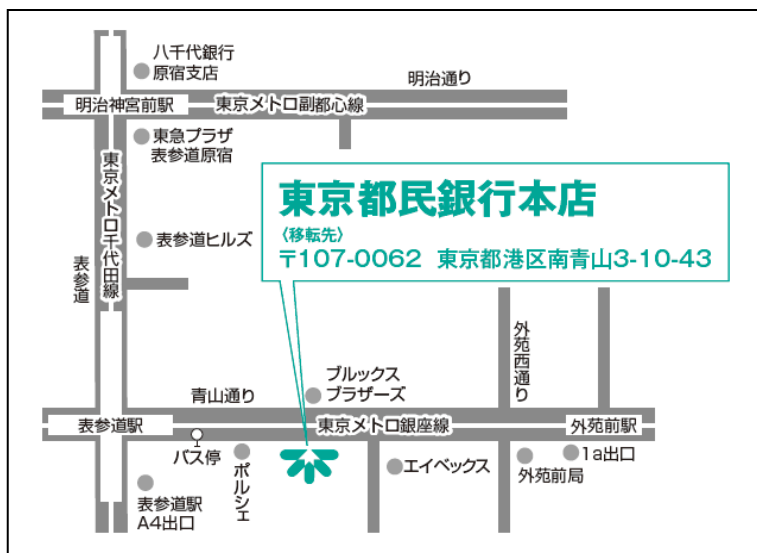 八千代銀行
原宿支店
明治通り
明治神宮前駅
東京メトロ副都心線
東急プラザ
表参道原宿
東京メトロ千代田線
表参道ヒルズ
表参道
東京都民銀行本店
〈移転先〉
〒107-0062 東京都港区南青山3-10-43
外苑西通り
ブルックス
ブラザーズ
青山通り
表参道駅
東京メトロ銀座線
外苑前駅
バス停
ポルシェ
エイベックス
1a出口
外苑前局
表参道駅
A4出口